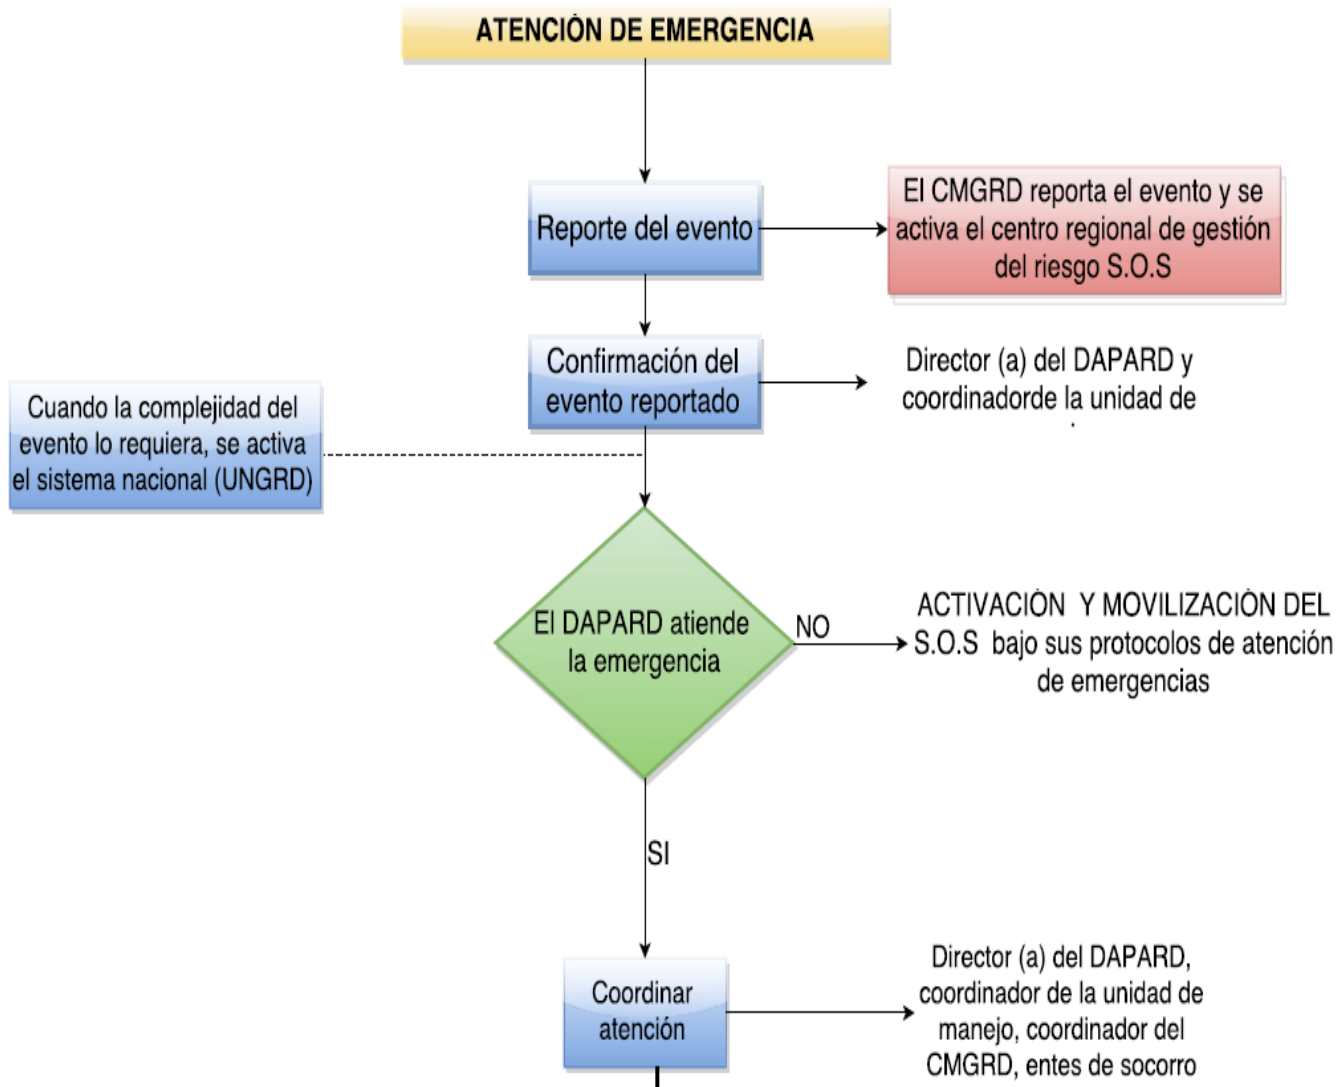 ATENCIÓN DE EMERGENCIA
Reporte del evento
El CMGRD reporta el evento y se
activa el centro regional de gestión
del riesgo S.O.S
Confirmación del
evento reportado
Director (a) del DAPARD y
coordinadorde la unidad de
Cuando la complejidad del
evento lo requiera, se activa
el sistema nacional (UNGRD)
El DAPARD atiende
la emergencia
NO
ACTIVACIÓN Y MOVILIZACIÓN DEL
S.O.S bajo sus protocolos de atención
de emergencias
SI
Coordinar
atención
Director (a) del DAPARD,
coordinador de la unidad de
manejo, coordinador del
CMGRD, entes de socorro